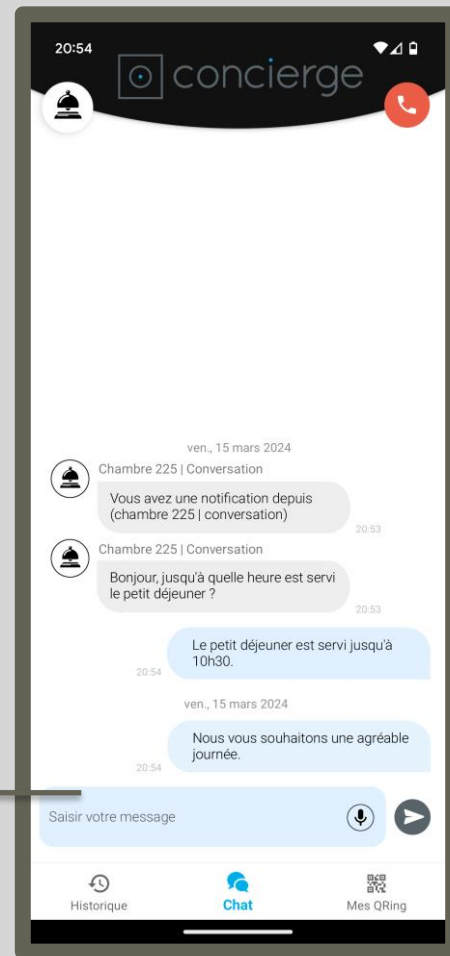 20:54
concierge
ven., 15 mars 2024
Chambre 225 | Conversation
Vous avez une notification depuis
(chambre 225 | conversation)
20:53
Chambre 225 | Conversation
Bonjour, jusqu'à quelle heure est servi
le petit déjeuner ?
20:53
Le petit déjeuner est servi jusqu'à
10h30.
20:54
ven., 15 mars 2024
Nous vous souhaitons une agréable
journée.
20:54
Saisir votre message
Historique
Chat
Mes QRing